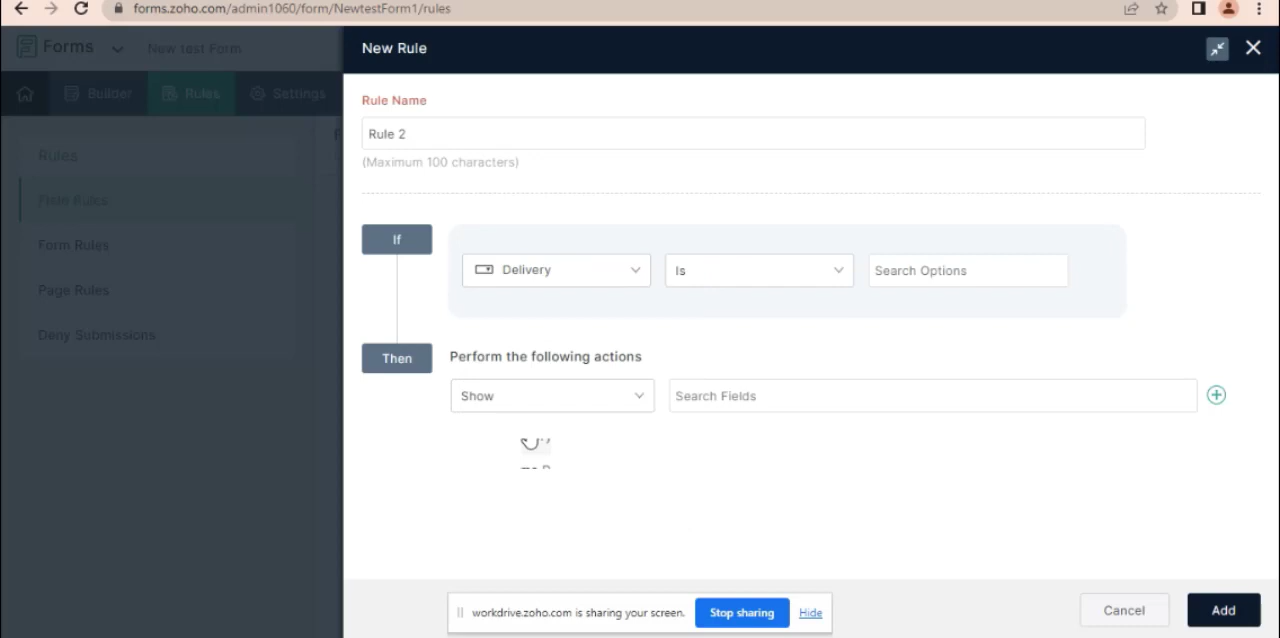 forms.zoho.com/admin1060/form/NewtestForm1/rules
Forms
New test Form
New Rule
Builder
Rules
Settings
Rule Name
Rule 2
(Maximum 100 characters)
Rules
Field Rules
Form Rules
Page Rules
Deny Submissions
If
Delivery
Is
Search Options
Then
Perform the following actions
Show
Search Fields
workdrive.zoho.com is sharing your screen.
Stop sharing
Hide
Cancel
Add